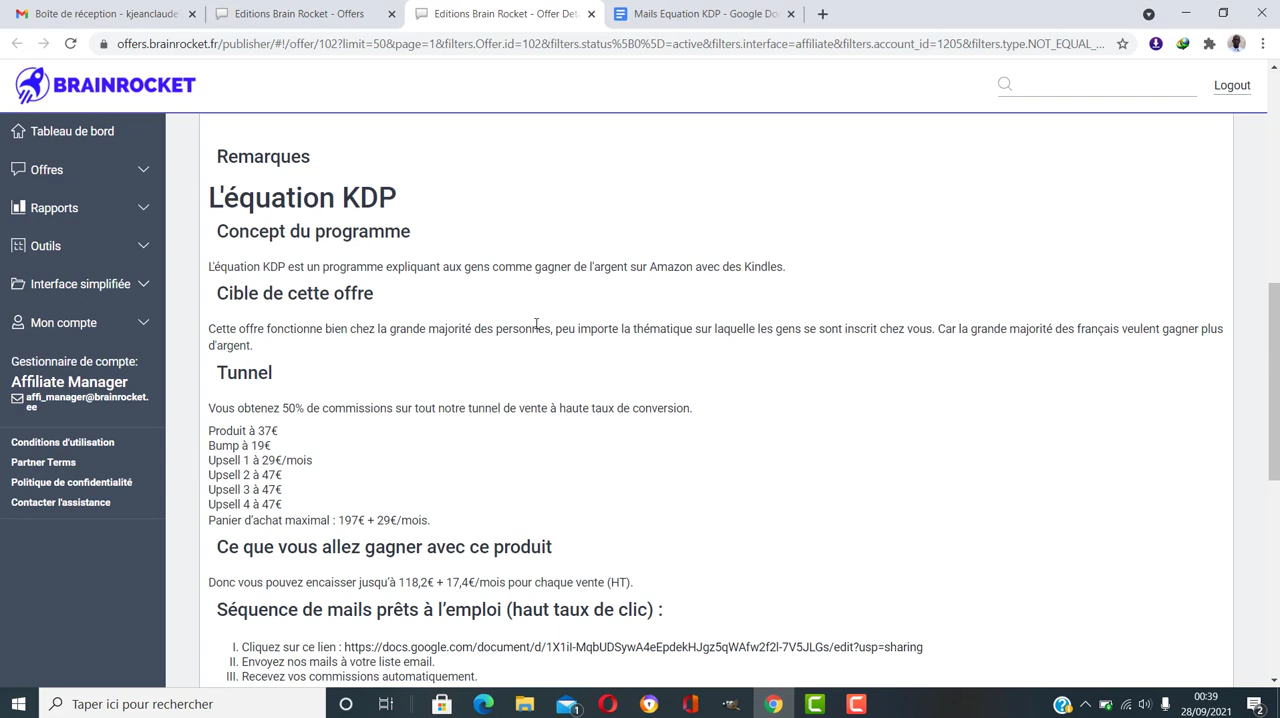 Boîte de réception - kjeanclaude
Editions Brain Rocket - Offers
Editions Brain Rocket - Offer Det
Mails Equation KDP - Google Do
offers.brainrocket.fr/publisher/#!/offer/102?limit=50&page=1&filters.Offer.id=102&filters.status%5B0%5D=active&filters.interface=affiliate&filters.account_id=1205&filters.type.NOT_EQUAL_...
BRAINROCKET
Logout
Tableau de bord
Offres
Rapports
Outils
Interface simplifiée
Mon compte
Gestionnaire de compte:
Affiliate Manager
affi_manager@brainrocket.
ee
Conditions d'utilisation
Partner Terms
Politique de confidentialité
Contacter l'assistance
Remarques
L'équation KDP
Concept du programme
L'équation KDP est un programme expliquant aux gens comme gagner de l'argent sur Amazon avec des Kindles.
Cible de cette offre
Cette offre fonctionne bien chez la grande majorité des personnes, peu importe la thématique sur laquelle les gens se sont inscrit chez vous. Car la grande majorité des français veulent gagner plus
d'argent.
Tunnel
Vous obtenez 50% de commissions sur tout notre tunnel de vente à haute taux de conversion.
Produit à 37€
Bump à 19€
Upsell 1 à 29€/mois
Upsell 2 à 47€
Upsell 3 à 47€
Upsell 4 à 47€
Panier d'achat maximal : 197€ + 29€/mois.
Ce que vous allez gagner avec ce produit
Donc vous pouvez encaisser jusqu'à 118,2€ + 17,4€/mois pour chaque vente (HT).
Séquence de mails prêts à l'emploi (haut taux de clic) :
I. Cliquez sur ce lien : https://docs.google.com/document/d/1X1iI-MqbUDSywA4eEpdekHJgz5qWAfw2f2l-7V5JLGs/edit?usp=sharing
II. Envoyez nos mails à votre liste email.
III. Recevez vos commissions automatiquement.
Taper ici pour rechercher
1
00:39
28/09/2021
2